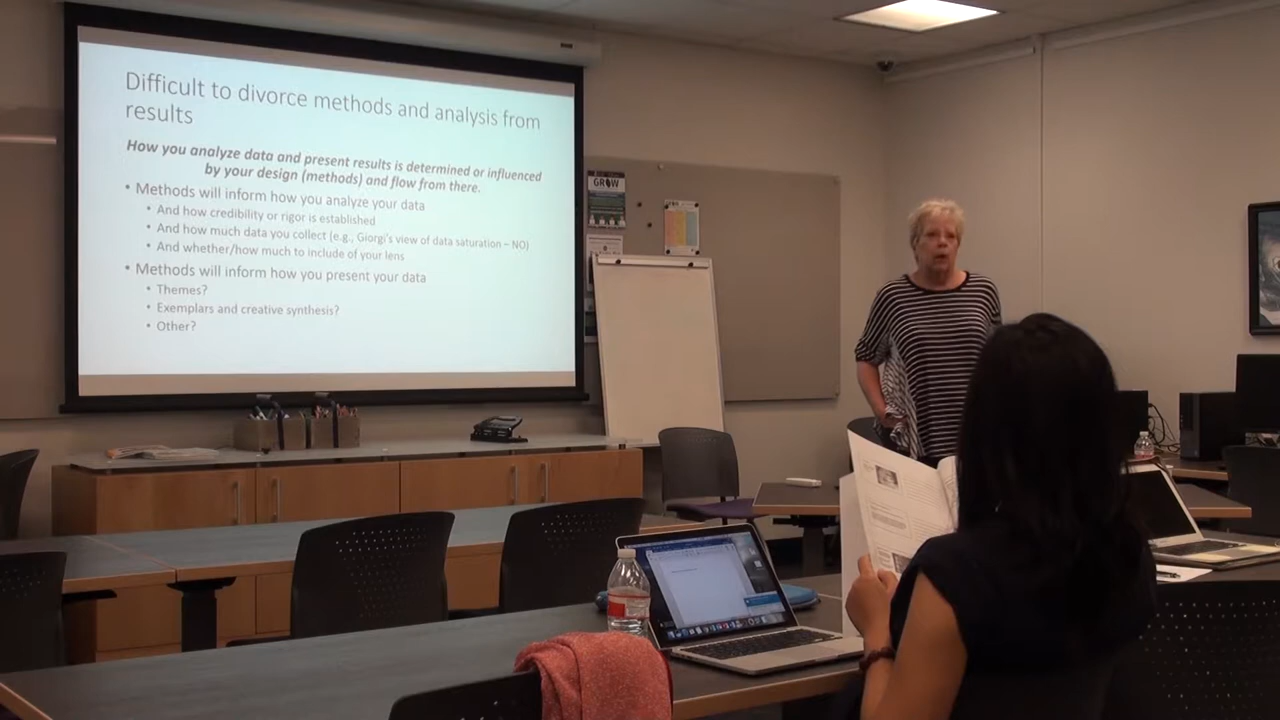 Difficult to divorce methods and analysis from
results
How you analyze data and present results is determined or influenced
by your design (methods) and flow from there.
• Methods will inform how you analyze your data
• And how credibility or rigor is established
• And how much data you collect (e.g., Giorgi's view of data saturation – NO)
• And whether/how much to include of your lens
• Methods will inform how you present your data
• Themes?
• Exemplars and creative synthesis?
• Other?
GROW